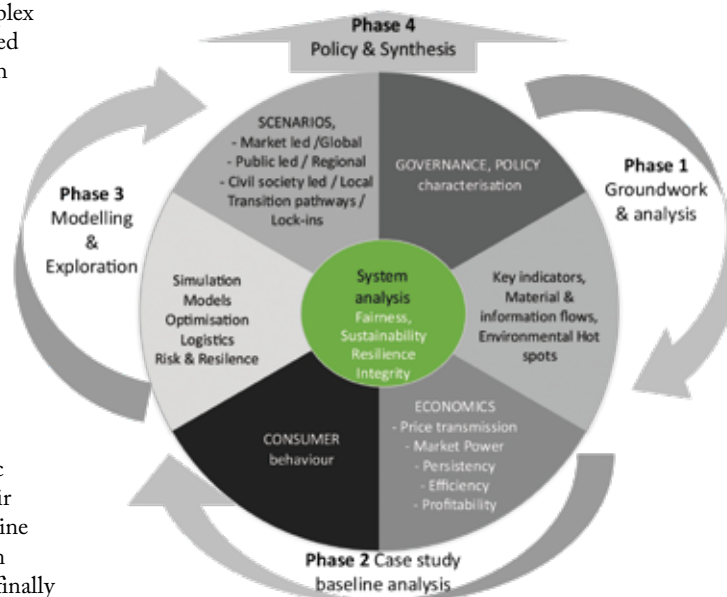 plex
ed
n
Phase 4
Policy & Synthesis
SCENARIOS,
- Market led /Global
- Public led / Regional
- Civil society led / Local
Transition pathways /
Lock-ins
GOVERNANCE, POLICY
characterisation
Phase 1
Groundwork
& analysis
Phase 3
Modelling
&
Exploration
Simulation
Models
Optimisation
Logistics
Risk & Resilence
System
analysis
Fairness,
Sustainability
Resilience
Integrity
Key indicators,
Material &
information flows,
Environmental Hot
spots
ECONOMICS
- Price transmission
- Market Power
- Persistency
- Efficiency
- Profitability
CONSUMER
behaviour
c
ir
ine
n
finally
Phase 2 Case study
baseline analysis